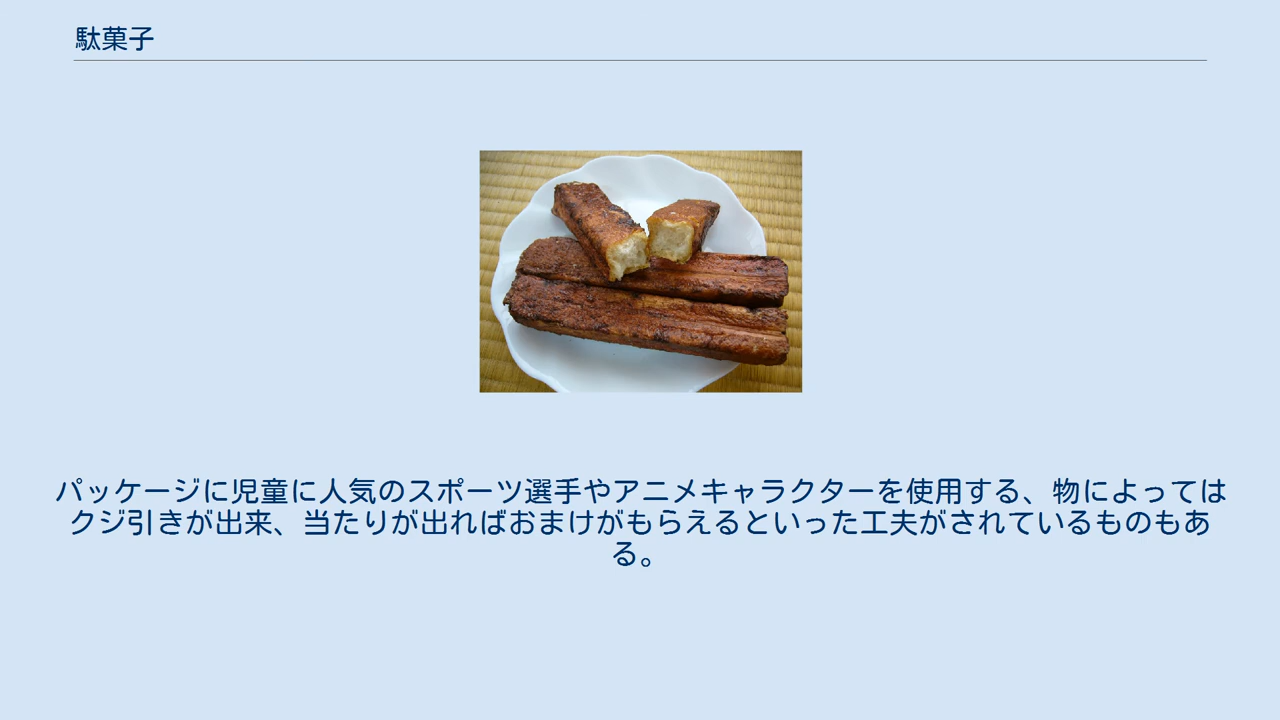 駄菓子
パッケージに児童に人気のスポーツ選手やアニメキャラクターを使用する、物によっては
クジ引きが出来、当たりが出ればおまけがもらえるといった工夫がされているものもあ
る。